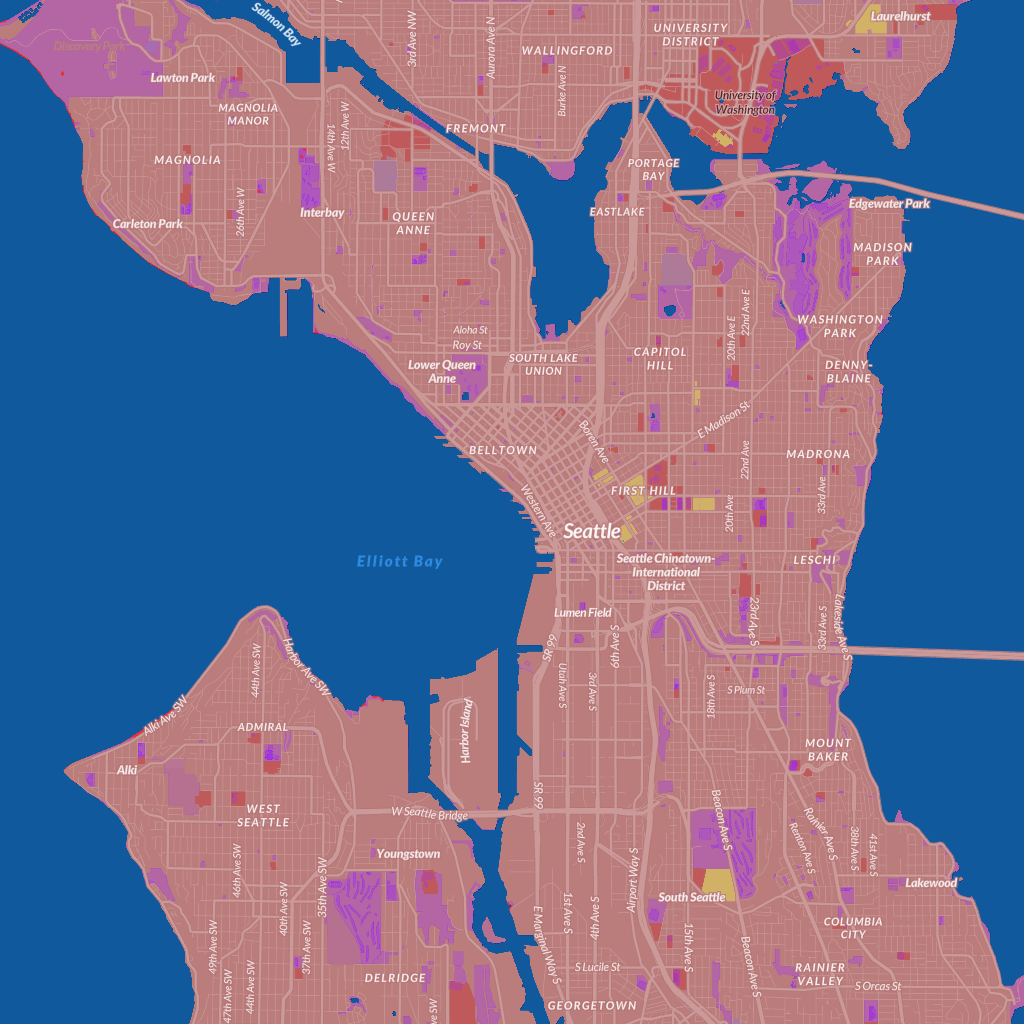 Salmon Bay
3rd Ave NW
Aurora Ave N
WALLINGFORD
UNIVERSITY
DISTRICT
Laurelhurst
Discovery Park
Lawton Park
Burke Ave N
MAGNOLIA
MANOR
University of
Washington
14th Ave W
12th Ave W
FREMONT
MAGNOLIA
PORTAGE
BAY
26th Ave W
Interbay
Carleton Park
QUEEN
ANNE
EASTLAKE
Edgewater Park
MADISON
PARK
22nd Ave E
20th Ave E
WASHINGTON
PARK
Aloha St
Roy St
Lower Queen
Anne
SOUTH LAKE
UNION
CAPITOL
HILL
DENNY-
BLAINE
E Madison St
Boren Ave
BELLTOWN
22nd Ave
MADRONA
FIRST HILL
Western Ave
20th Ave
33rd Ave
Seattle
Elliott Bay
Seattle Chinatown-
International
District
LESCHI
Lumen Field
23rd Ave S
33rd Ave S
Lakeside Ave S
SR 99
6th Ave S
44th Ave SW
Harbor Ave SW
Utah Ave S
3rd Ave S
18th Ave S
S Plum St
Alki Ave SW
ADMIRAL
Harbor Island
MOUNT
BAKER
Alki
SR 99
WEST
SEATTLE
W Seattle Bridge
2nd Ave S
Beacon Ave S
Rainier Ave S
Renton Ave S
38th Ave S
41st Ave S
Youngstown
46th Ave SW
35th Ave SW
Airport Way S
South Seattle
Lakewood
40th Ave SW
1st Ave S
4th Ave S
COLUMBIA
CITY
49th Ave SW
37th Ave SW
E Marginal Way S
15th Ave S
Beacon Ave S
44th Ave SW
47th Ave SW
DELRIDGE
S Lucile St
RAINIER
VALLEY
S Orcas St
GEORGETOWN
ve SW